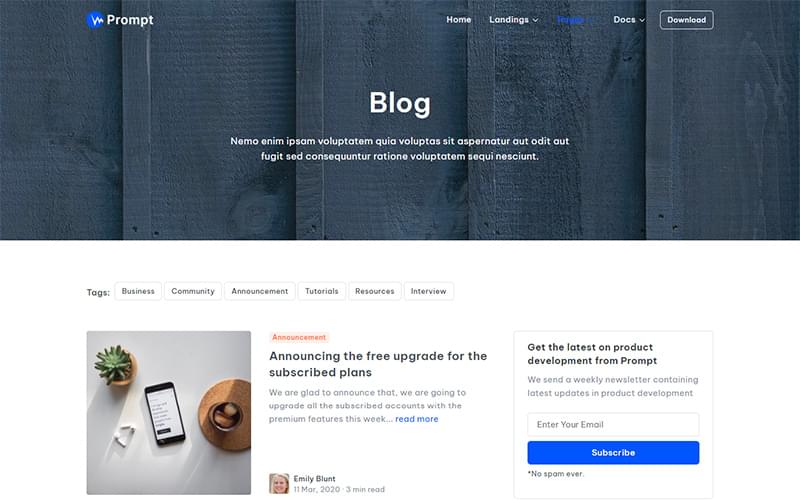 Prompt
Home
Landings
Docs
Download
Blog
Nemo enim ipsam voluptatem quia voluptas sit aspernatur aut odit aut
fugit sed consequuntur ratione voluptatem sequi nesciunt.
Tags:
Business
Community
Announcement
Tutorials
Resources
Interview
Announcement
Announcing the free upgrade for the
subscribed plans
We are glad to announce that, we are going to
upgrade all the subscribed accounts with the
premium features this week... read more
Emily Blunt
11 Mar, 2020 · 3 min read
Get the latest on product
development from Prompt
We send a weekly newsletter containing
latest updates in product development
Enter Your Email
Subscribe
*No spam ever.